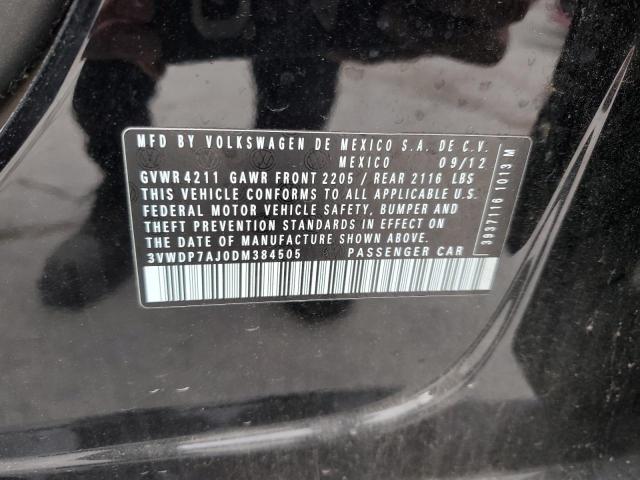 MFD BY VOLKSWAGEN DE MEXICO S.A. DE C.V.
MEXICO 09/12
GVWR 4211 GAWR FRONT 2205 / REAR 2116 LBS
THIS VEHICLE CONFORMS TO ALL APPLICABLE U.S.
FEDERAL MOTOR VEHICLE SAFETY, BUMPER AND
THEFT PREVENTION STANDARDS IN EFFECT ON
THE DATE OF MANUFACTURE SHOWN ABOVE
3VWDP7AJ0DM384505 PASSENGER CAR
3937116 1013 M